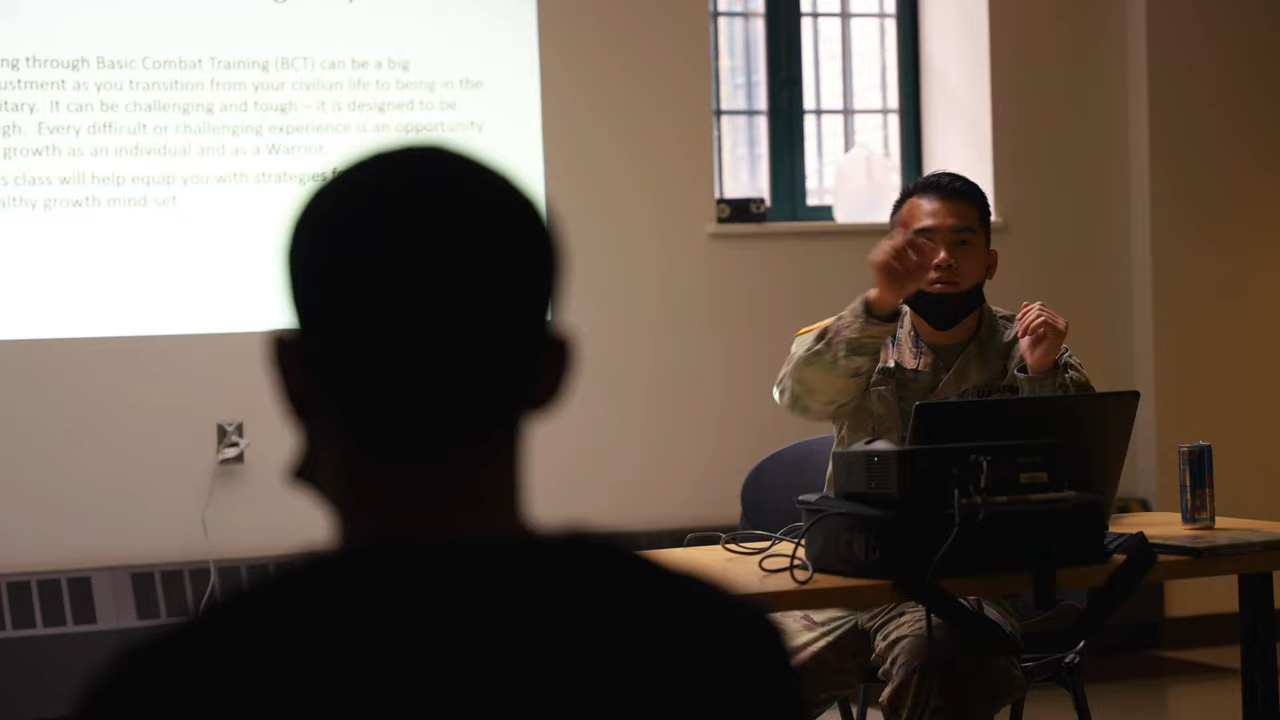 ng through Basic Combat Training (BCT) can be a big
ustment as you transition from your civilian life to being in the
itary. It can be challenging and tough – it is designed to be
gh. Every difficult or challenging experience is an opportunity
growth as an individual and as a Warrior.
s class will help equip you with strategies
althy growth mind set